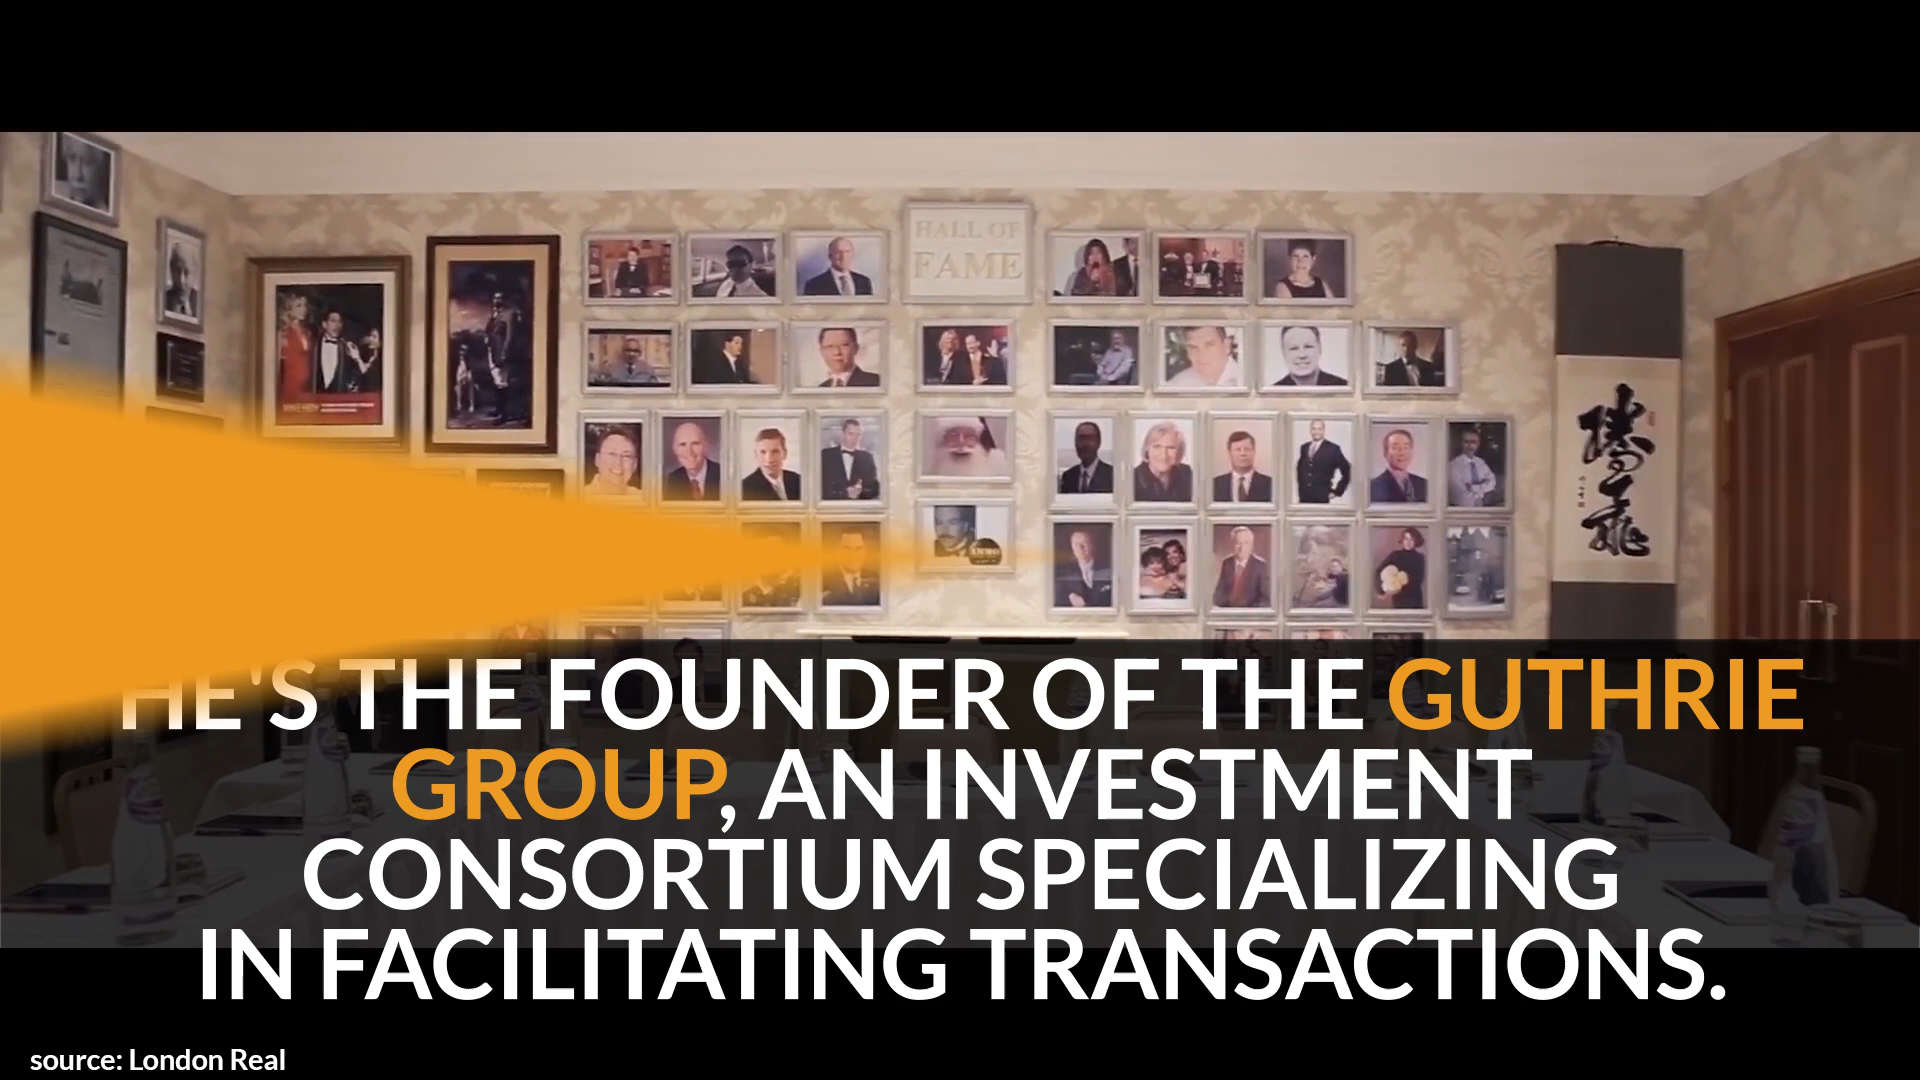 HALL OF
FAME
HE'S THE FOUNDER OF THE GUTHRIE
GROUP, AN INVESTMENT
CONSORTIUM SPECIALIZING
IN FACILITATING TRANSACTIONS.
source: London Real